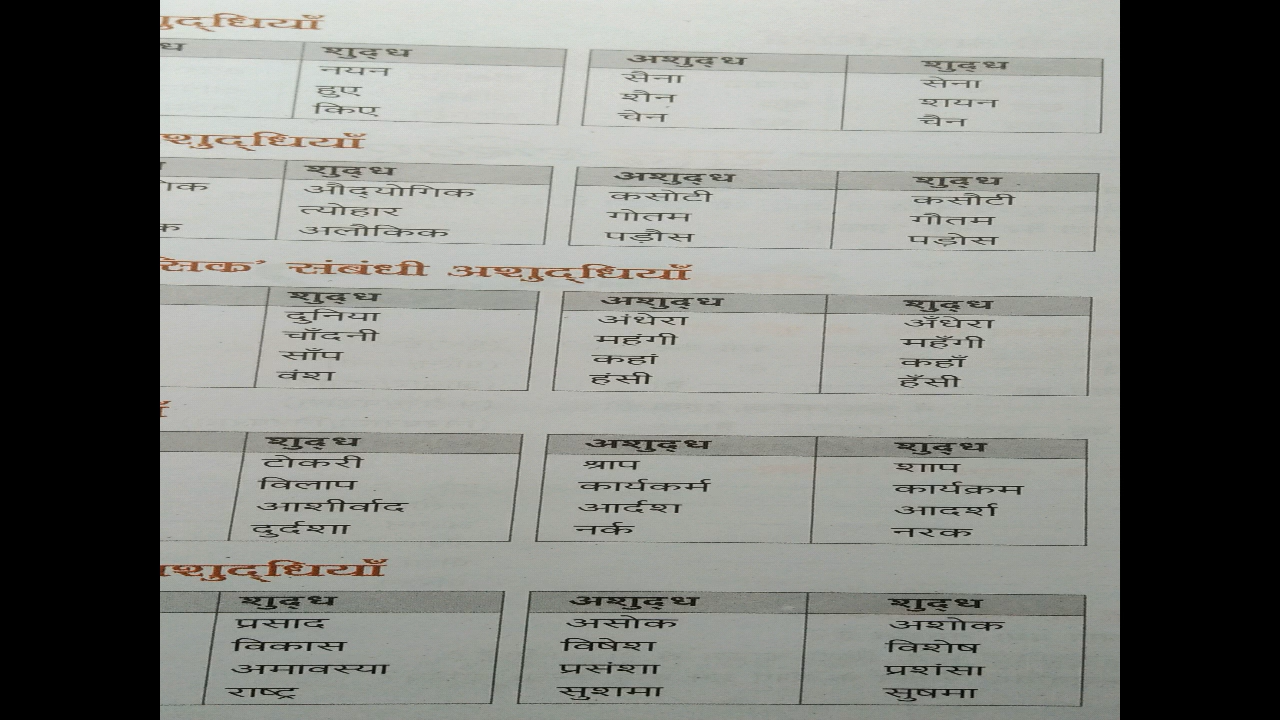 शुद्ध अशुद्ध शुद्ध
नयन सैना सेना
हुए शैन शयन
किए चेन चैन
शुद्ध अशुद्ध शुद्ध
औद्योगिक कसोटी कसौटी
त्योहार गोतम गौतम
अलौकिक पड़ौस पड़ोस
संबंधी अशुद्धियाँ
शुद्ध अशुद्ध शुद्ध
दुनिया अंधेरा अँधेरा
चाँदनी महंगी महँगी
साँप कहां कहाँ
वंश हंसी हँसी
शुद्ध अशुद्ध शुद्ध
टोकरी श्राप शाप
विलाप कार्यकर्म कार्यक्रम
आशीर्वाद आर्दश आदर्श
दुर्दशा नर्क नरक
शुद्ध अशुद्ध शुद्ध
प्रसाद असोक अशोक
विकास विषेश विशेष
अमावस्या प्रसंशा प्रशंसा
राष्ट्र सुशमा सुषमा